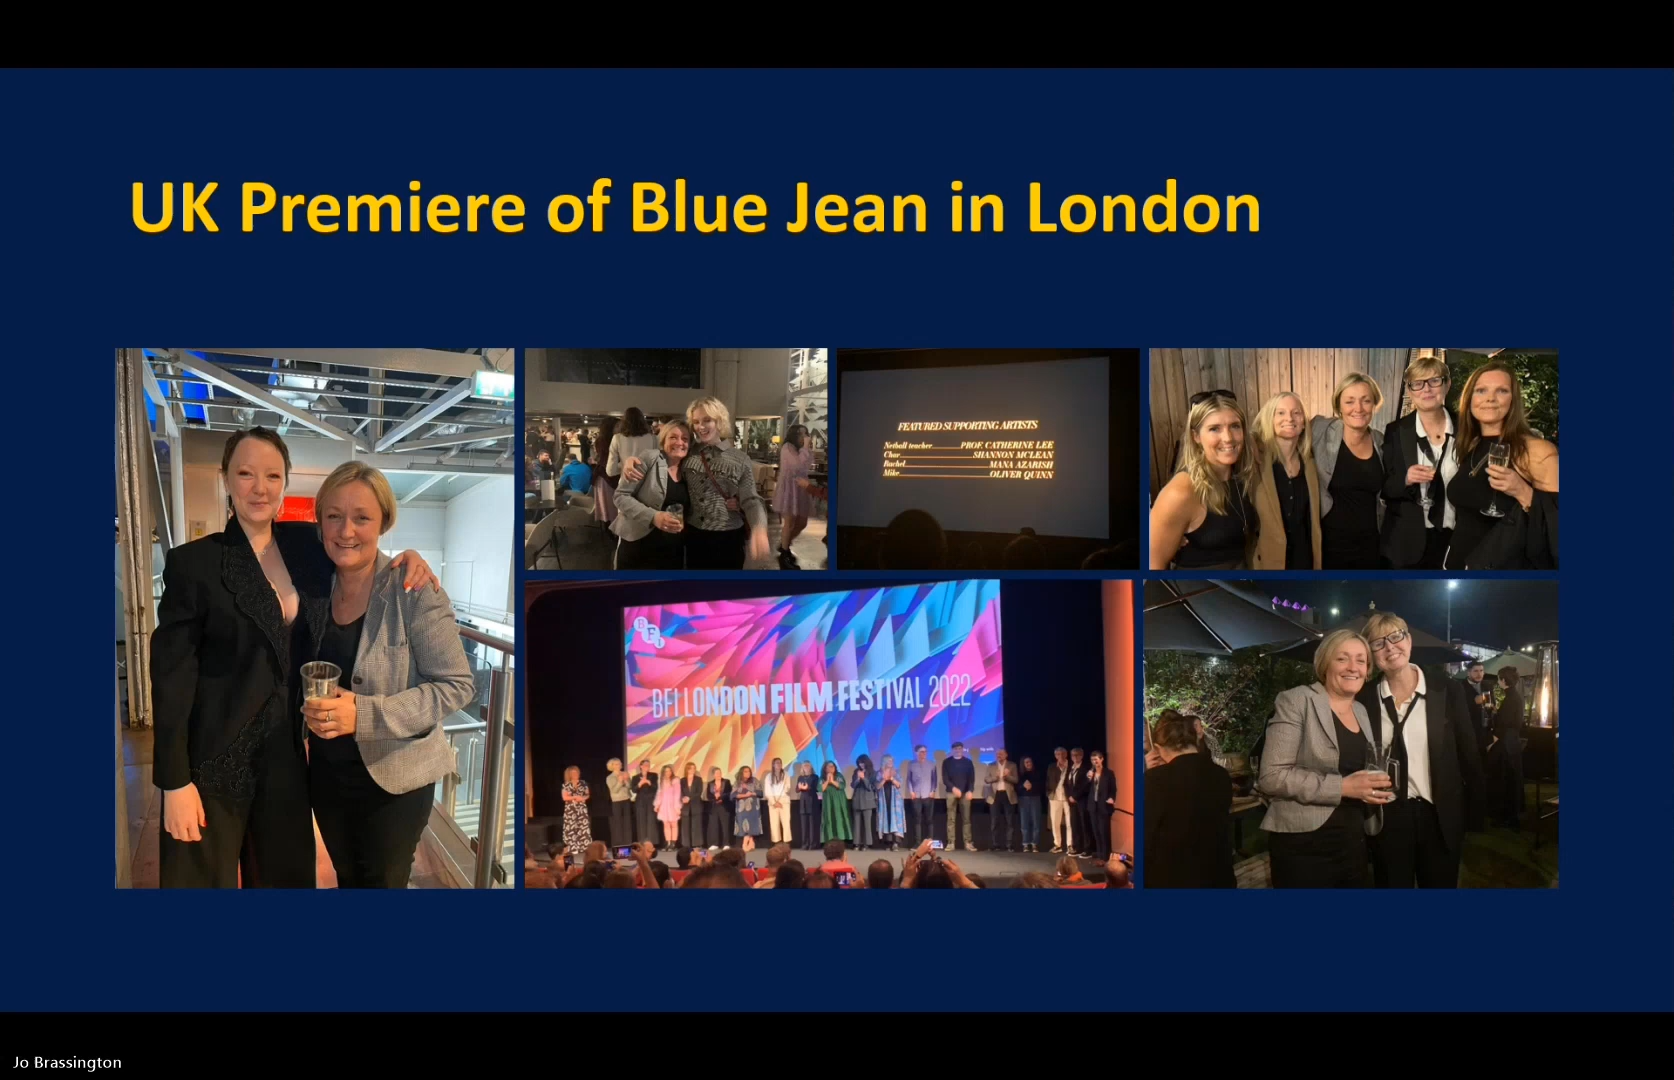 UK Premiere of Blue Jean in London
FEATURED SUPPORTING ARTISTS
Netball teacher PROF CATHERINE LEE
Char SHANNON MCLEAN
Rachel MANA AZARISH
Mike OLIVER QUINN
BFI
BFI LONDON FILM FESTIVAL 2022
Jo Brassington